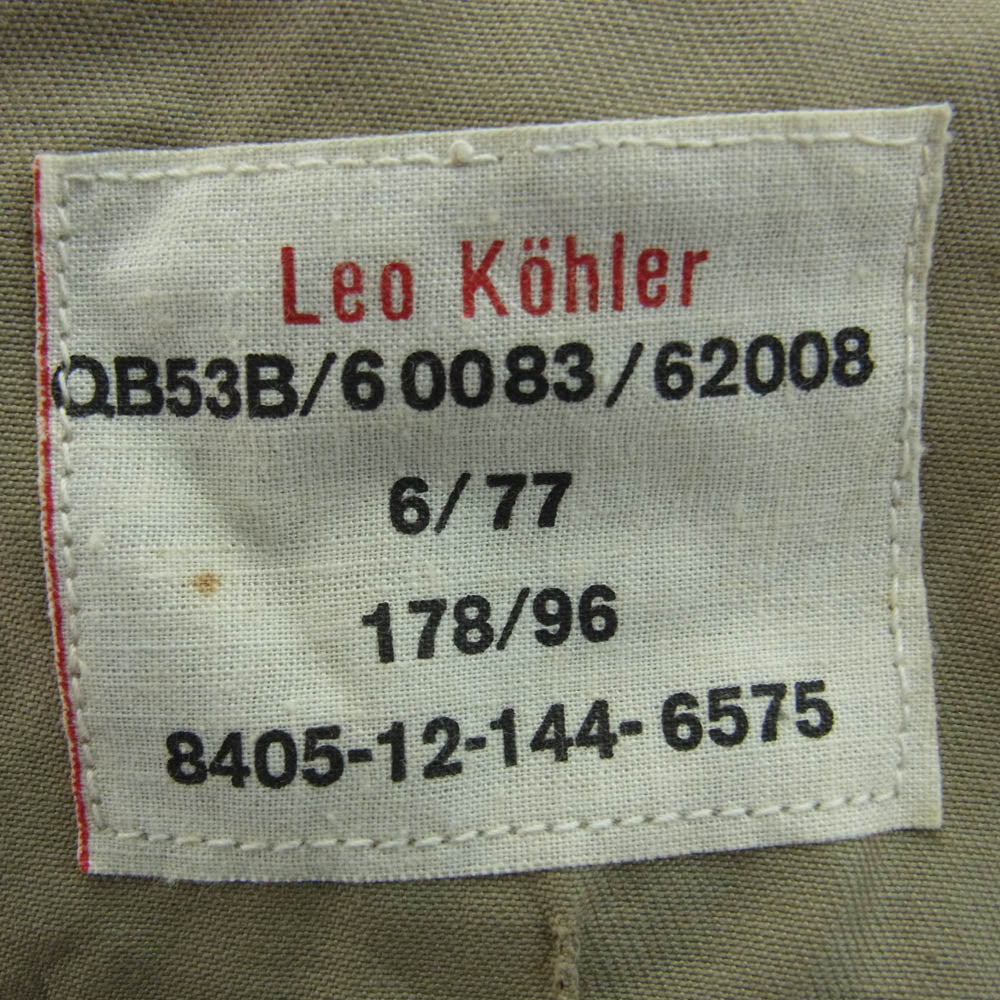 Leo Köhler
QB53B/60083/62008
6/77
178/96
8405-12-144-6575